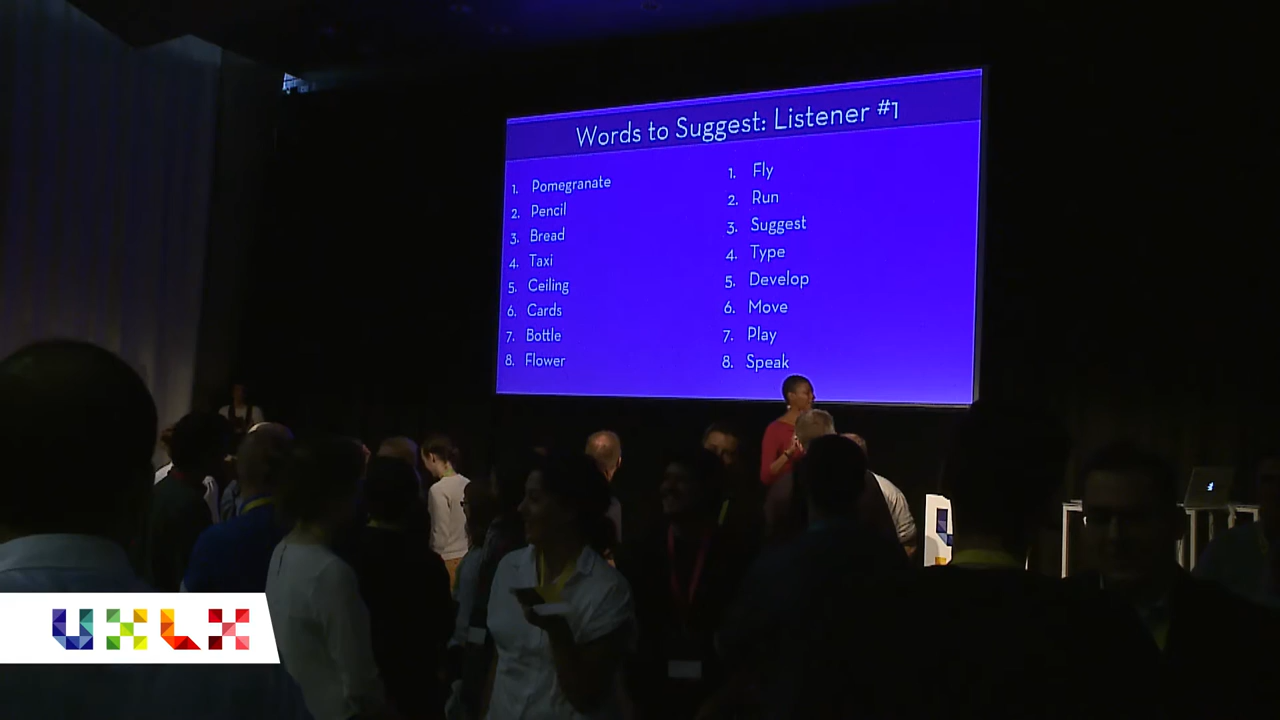 Words to Suggest: Listener #1
1. Pomegranate
2. Pencil
3. Bread
4. Taxi
5. Ceiling
6. Cards
7. Bottle
8. Flower
1. Fly
2. Run
3. Suggest
4. Type
5. Develop
6. Move
7. Play
8. Speak
UXLX